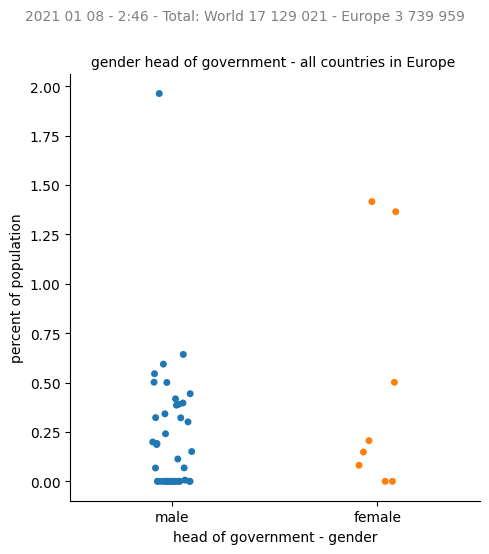 2021 01 08 - 2:46 - Total: World 17 129 021 - Europe 3 739 959
gender head of government - all countries in Europe
2.00
1.75
1.50
1.25
1.00
0.75
0.50
0.25
0.00
percent of population
male female
head of government - gender